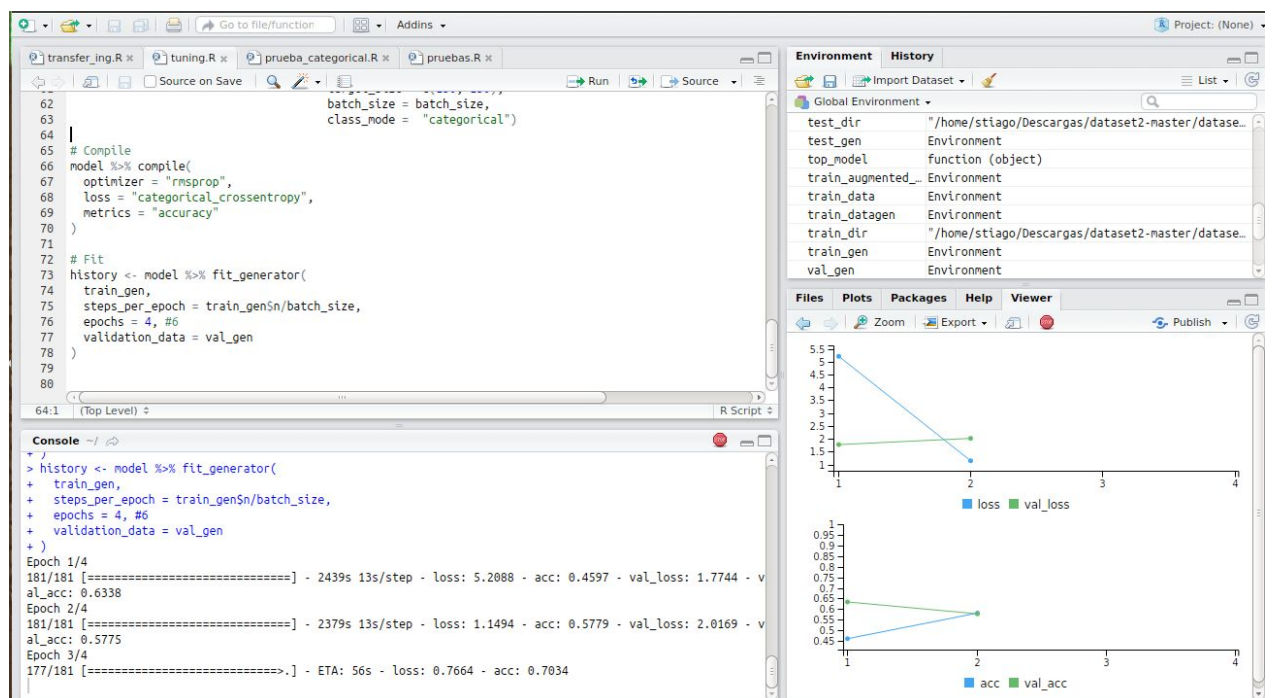 Go to file/function
Addins
Project: (None)
transfer_ing.R
tuning.R
prueba_categorical.R
pruebas.R
Source on Save
Run
Source
62 batch_size = batch_size,
63 class_mode = "categorical")
64
65 # Compile
66 model %>% compile(
67 optimizer = "rmsprop",
68 loss = "categorical_crossentropy",
69 metrics = "accuracy"
70 )
71
72 # Fit
73 history <- model %>% fit_generator(
74 train_gen,
75 steps_per_epoch = train_gen$n/batch_size,
76 epochs = 4, #6
77 validation_data = val_gen
78 )
79
80
64:1 (Top Level)
R Script
Console ~/
+ )
> history <- model %>% fit_generator(
+ train_gen,
+ steps_per_epoch = train_gen$n/batch_size,
+ epochs = 4, #6
+ validation_data = val_gen
+ )
Epoch 1/4
181/181 [==============================] - 2439s 13s/step - loss: 5.2088 - acc: 0.4597 - val_loss: 1.7744 - v
al_acc: 0.6338
Epoch 2/4
181/181 [==============================] - 2379s 13s/step - loss: 1.1494 - acc: 0.5779 - val_loss: 2.0169 - v
al_acc: 0.5775
Epoch 3/4
177/181 [============================>.] - ETA: 56s - loss: 0.7664 - acc: 0.7034
Environment History
Import Dataset
List
Global Environment
test_dir "/home/stiago/Descargas/dataset2-master/datase…
test_gen Environment
top_model function (object)
train_augmented_… Environment
train_data Environment
train_datagen Environment
train_dir "/home/stiago/Descargas/dataset2-master/datase…
train_gen Environment
val_gen Environment
Files Plots Packages Help Viewer
Zoom
Export
Publish
5.5
5
4.5
4
3.5
3
2.5
2
1.5
1
1 2 3 4
loss val_loss
1
0.95
0.9
0.85
0.8
0.75
0.7
0.65
0.6
0.55
0.5
0.45
1 2 3 4
acc val_acc